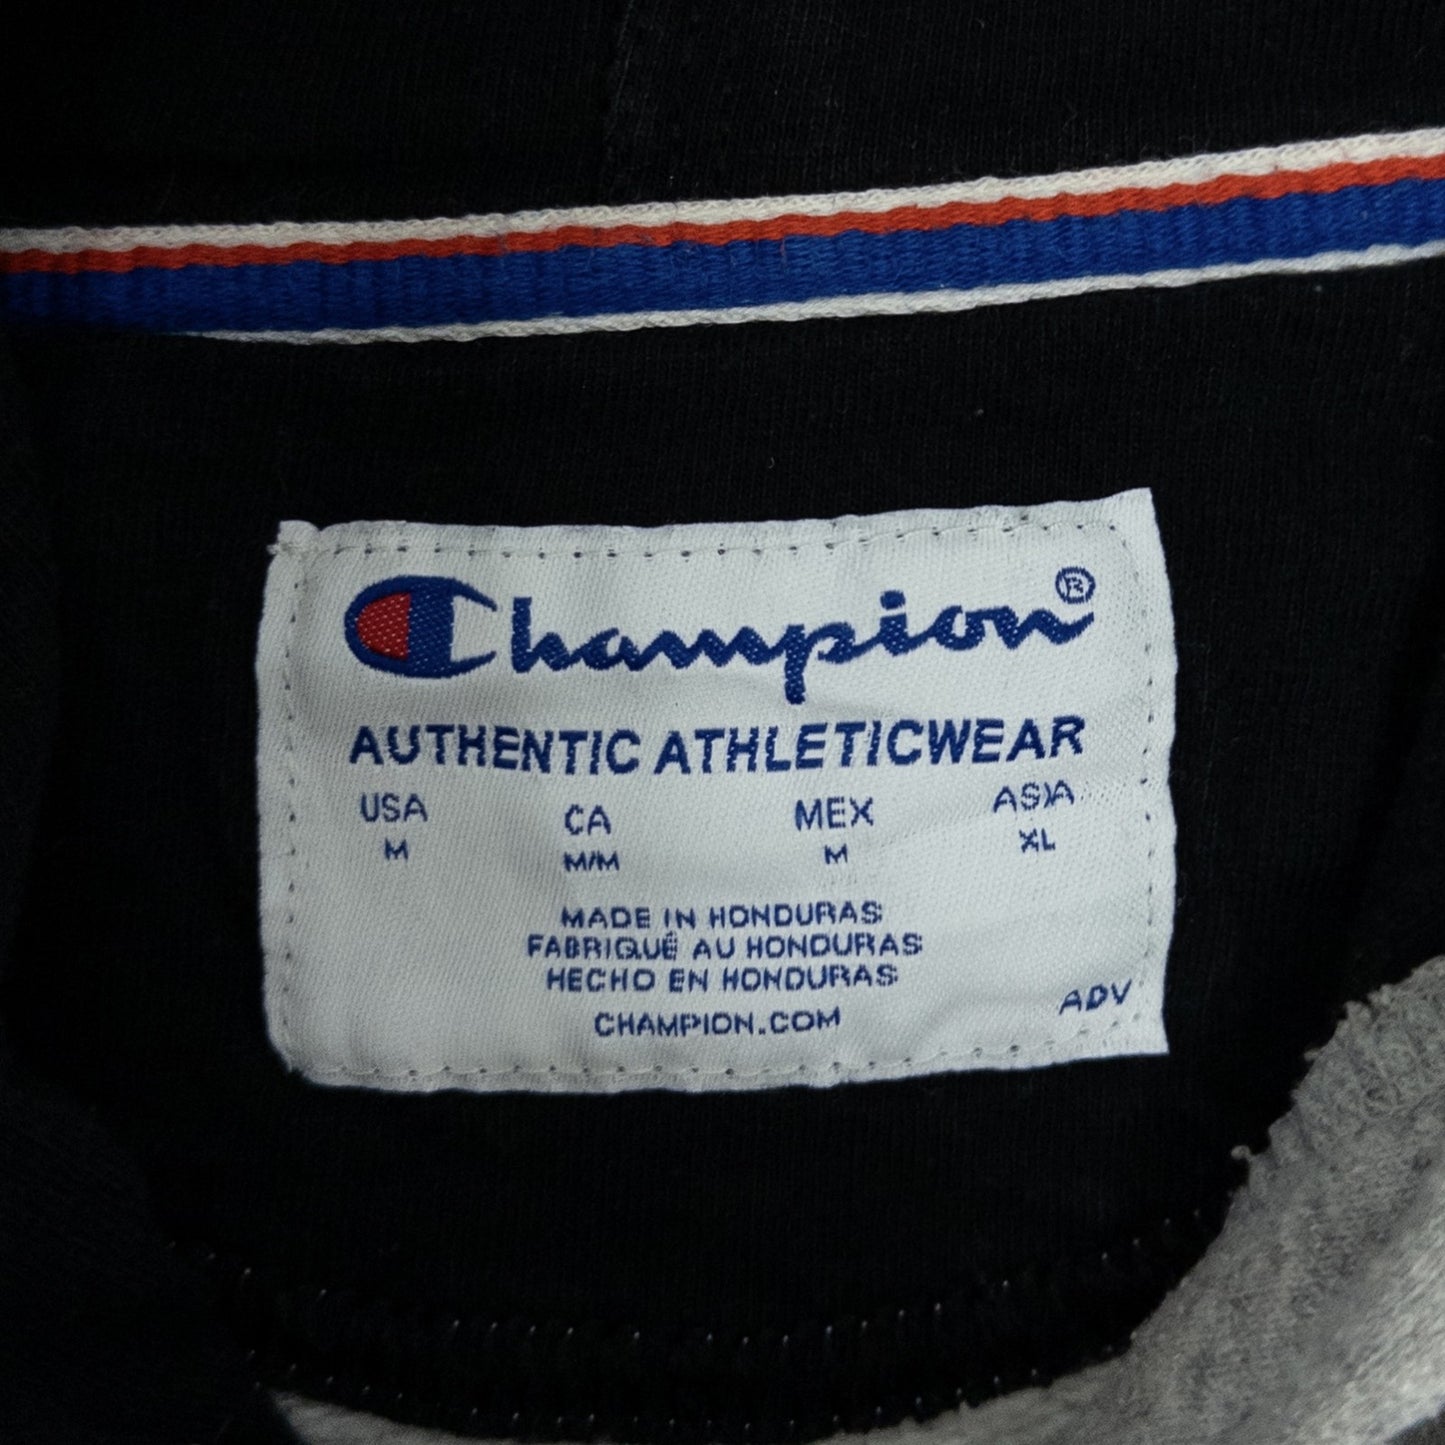 Champion®
AUTHENTIC ATHLETICWEAR
USA CA MEX ASIA
M M/M M XL
MADE IN HONDURAS
FABRIQUÉ AU HONDURAS
HECHO EN HONDURAS
CHAMPION.COM
ADV